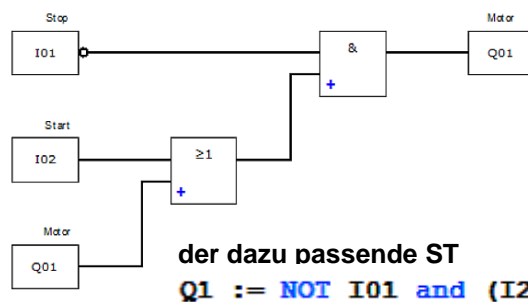 Stop
I01
&
+
Motor
Q01
Start
I02
≥1
+
Motor
Q01
der dazu passende ST
Q1 := NOT I01 and (I2